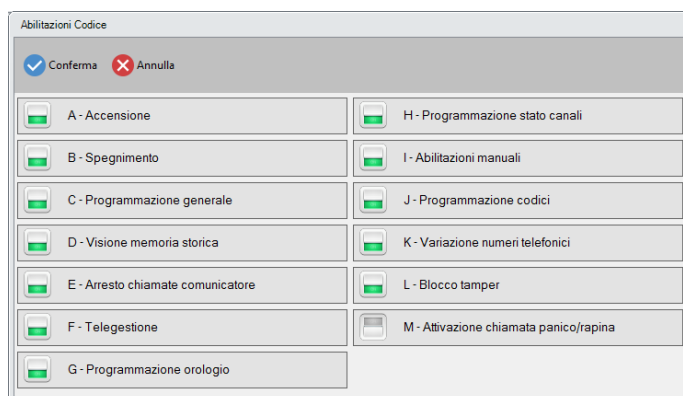 Abilitazioni Codice
Conferma Annulla
A - Accensione
B - Spegnimento
C - Programmazione generale
D - Visione memoria storica
E - Arresto chiamate comunicatore
F - Telegestione
G - Programmazione orologio
H - Programmazione stato canali
I - Abilitazioni manuali
J - Programmazione codici
K - Variazione numeri telefonici
L - Blocco tamper
M - Attivazione chiamata panico/rapina